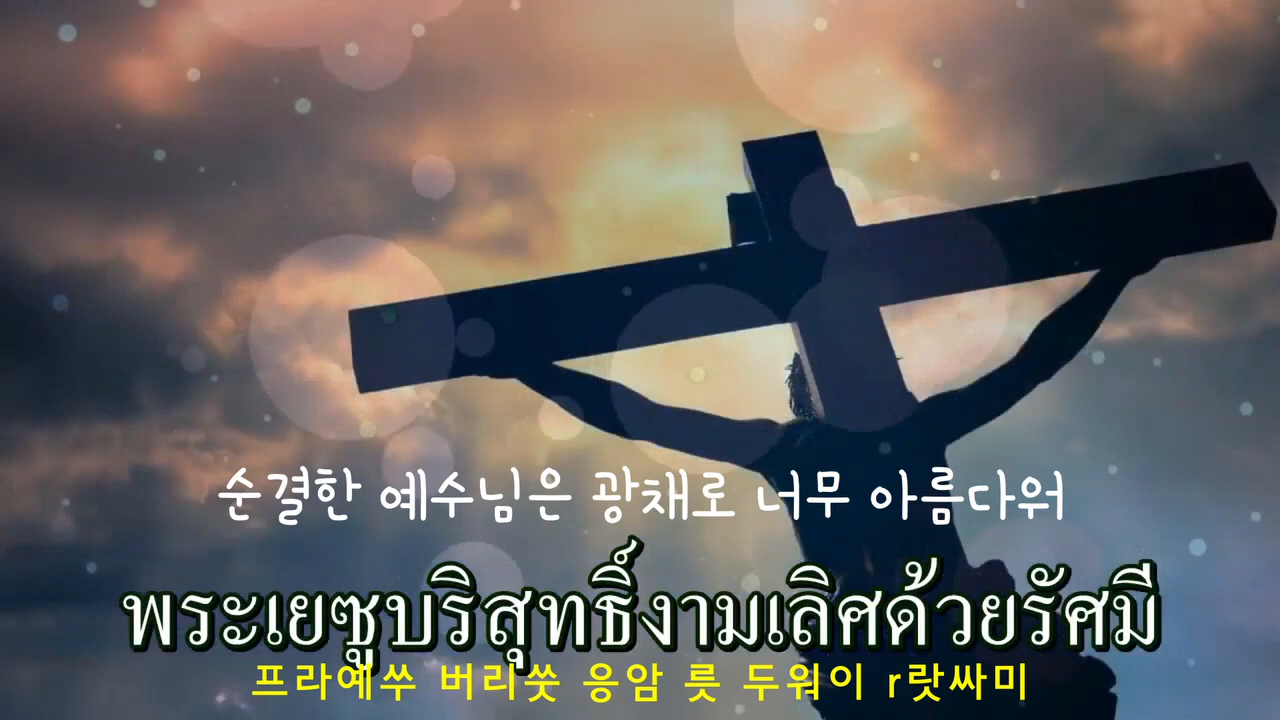 순결한 예수님은 광채로 너무 아름다워
พระเยซูบริสุทธิ์งามเลิศด้วยรัศมี
프라예쑤 버리쑷 응암 릇 두워이 r랏싸미